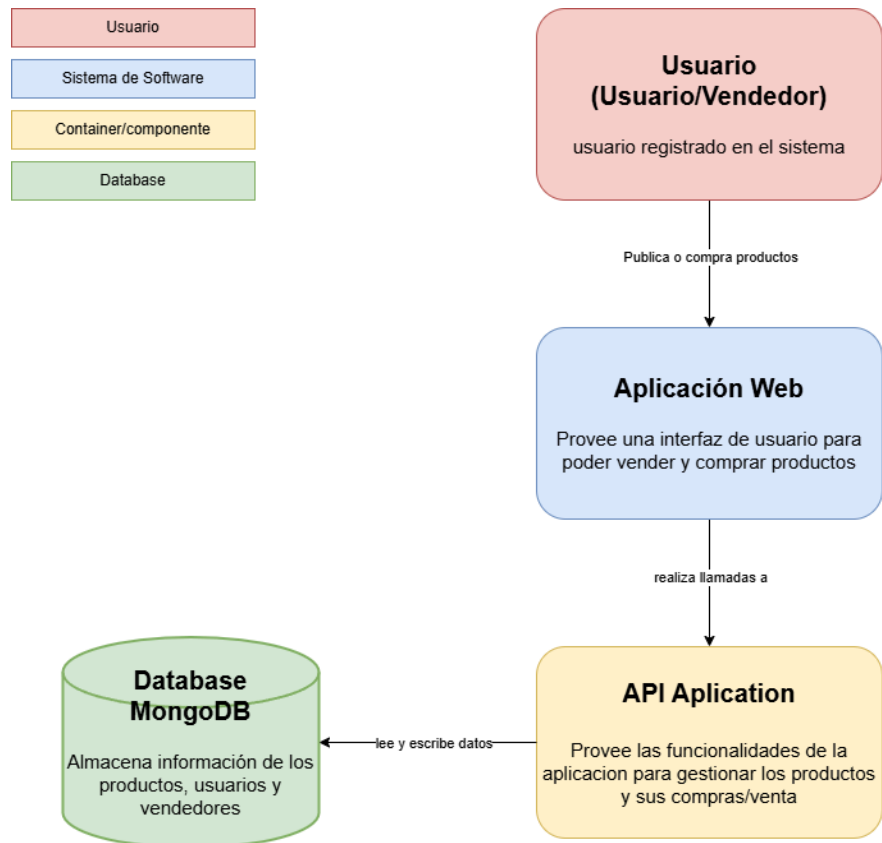 Usuario
Sistema de Software
Container/componente
Database
Usuario
(Usuario/Vendedor)
usuario registrado en el sistema
Publica o compra productos
Aplicación Web
Provee una interfaz de usuario para
poder vender y comprar productos
realiza llamadas a
API Aplication
Provee las funcionalidades de la
aplicacion para gestionar los productos
y sus compras/venta
lee y escribe datos
Database
MongoDB
Almacena información de los
productos, usuarios y
vendedores